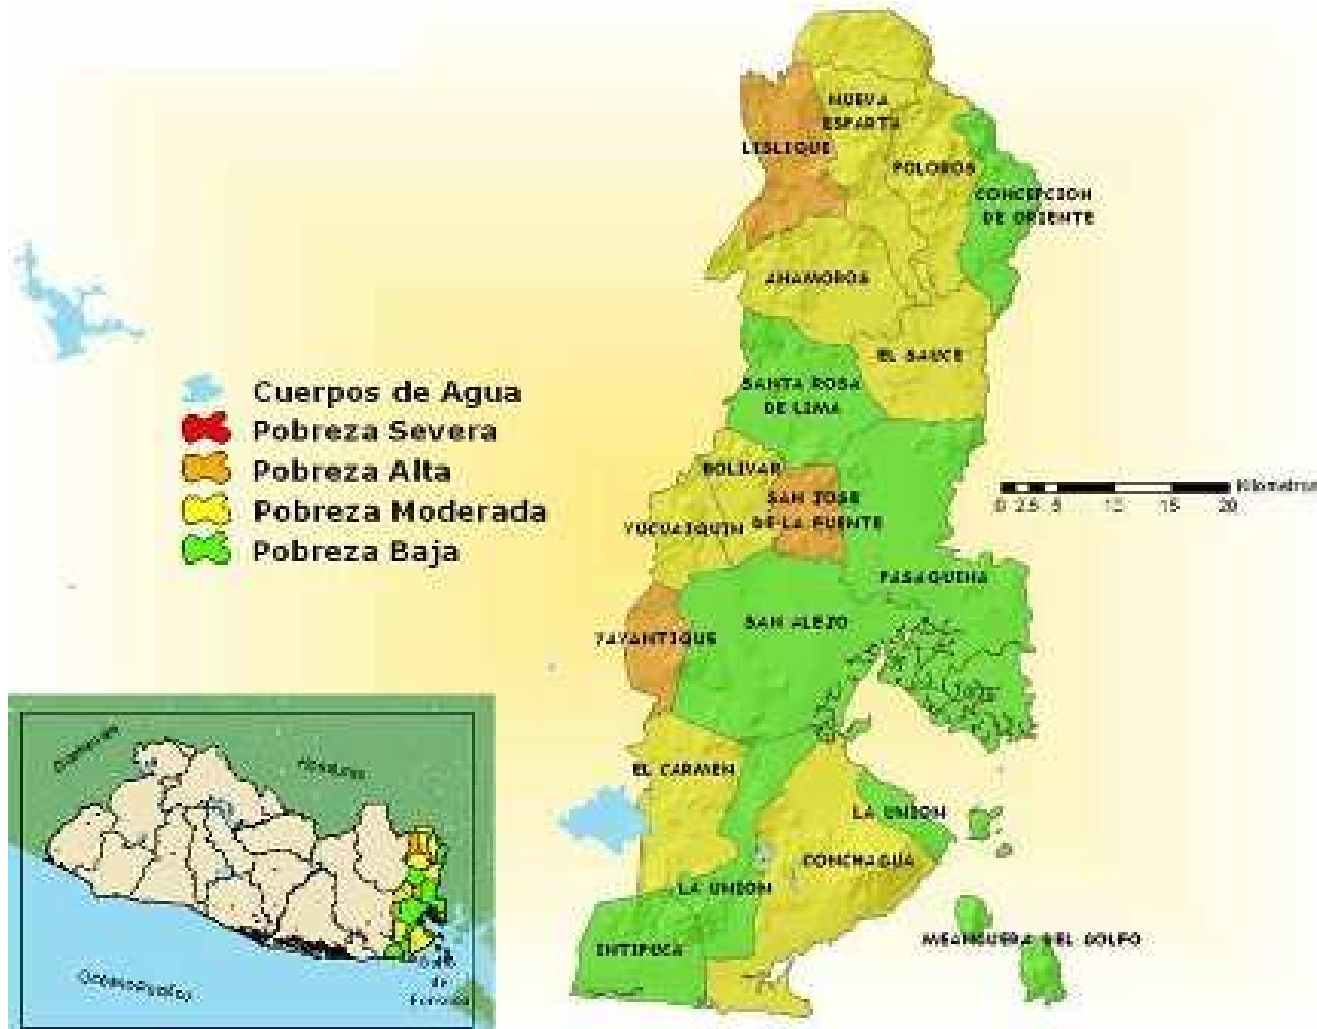 NUEVA
ESPARTA
LISLIQUE
POLOROS
CONCEPCION
DE ORIENTE
ANAMOROS
EL SAUCE
SANTA ROSA
DE LIMA
Cuerpos de Agua
Pobreza Severa
Pobreza Alta
Pobreza Moderada
Pobreza Baja
BOLIVAR
SAN JOSE
DE LA FUENTE
YUCUAIQUIN
Kilometros
0 2.5 5 10 15 20
PASAQUINA
SAN ALEJO
YAYANTIQUE
EL CARMEN
LA UNION
CONCHAGUA
LA UNION
INTIPUCA
MEANGUERA DEL GOLFO
Honduras
de